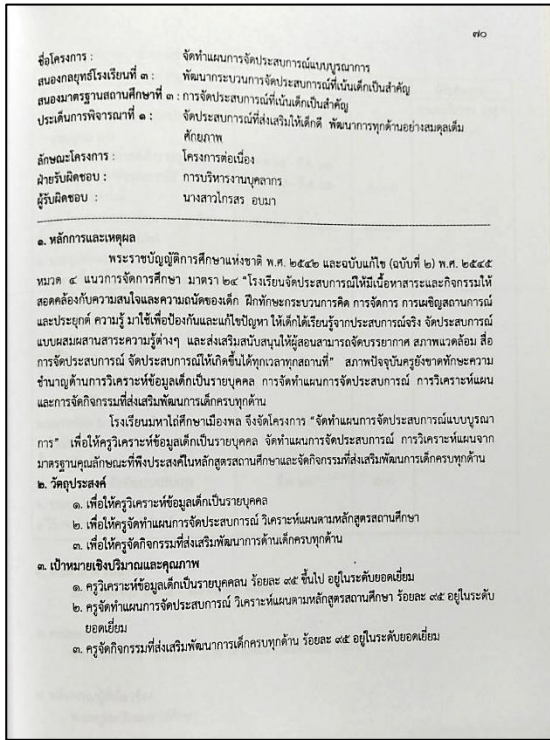 ๗๐
ชื่อโครงการ : จัดทำแผนการจัดประสบการณ์แบบบูรณาการ
สนองกลยุทธ์โรงเรียนที่ ๓ : พัฒนากระบวนการจัดประสบการณ์ที่เน้นเด็กเป็นสำคัญ
สนองมาตรฐานสถานศึกษาที่ ๓ : การจัดประสบการณ์ที่เน้นเด็กเป็นสำคัญ
ประเด็นการพิจารณาที่ ๑ : จัดประสบการณ์ที่ส่งเสริมให้เด็กดี พัฒนาการทุกด้านอย่างสมดุลเต็ม
ศักยภาพ
ลักษณะโครงการ : โครงการต่อเนื่อง
ฝ่ายรับผิดชอบ : การบริหารงานบุคลากร
ผู้รับผิดชอบ : นางสาวไกรสร อบมา
๑. หลักการและเหตุผล
พระราชบัญญัติการศึกษาแห่งชาติ พ.ศ. ๒๕๔๒ และฉบับแก้ไข (ฉบับที่ ๒) พ.ศ. ๒๕๔๕
หมวด ๔ แนวการจัดการศึกษา มาตรา ๒๔ “โรงเรียนจัดประสบการณ์ให้มีเนื้อหาสาระและกิจกรรมให้
สอดคล้องกับความสนใจและความถนัดของเด็ก ฝึกทักษะกระบวนการคิด การจัดการ การเผชิญสถานการณ์
และประยุกต์ ความรู้ มาใช้เพื่อป้องกันและแก้ไขปัญหา ให้เด็กได้เรียนรู้จากประสบการณ์จริง จัดประสบการณ์
แบบผสมผสานสาระความรู้ต่างๆ และส่งเสริมสนับสนุนให้ผู้สอนสามารถจัดบรรยากาศ สภาพแวดล้อม สื่อ
การจัดประสบการณ์ จัดประสบการณ์ให้เกิดขึ้นได้ทุกเวลาทุกสถานที่” สภาพปัจจุบันครูยังขาดทักษะความ
ชำนาญด้านการวิเคราะห์ข้อมูลเด็กเป็นรายบุคคล การจัดทำแผนการจัดประสบการณ์ การวิเคราะห์แผน
และการจัดกิจกรรมที่ส่งเสริมพัฒนาการเด็กครบทุกด้าน
โรงเรียนมหาไถ่ศึกษาเมืองพล จึงจัดโครงการ “จัดทำแผนการจัดประสบการณ์แบบบูรณา
การ” เพื่อให้ครูวิเคราะห์ข้อมูลเด็กเป็นรายบุคคล จัดทำแผนการจัดประสบการณ์ การวิเคราะห์แผนจาก
มาตรฐานคุณลักษณะที่พึงประสงค์ในหลักสูตรสถานศึกษาและจัดกิจกรรมที่ส่งเสริมพัฒนการเด็กครบทุกด้าน
๒. วัตถุประสงค์
๑. เพื่อให้ครูวิเคราะห์ข้อมูลเด็กเป็นรายบุคคล
๒. เพื่อให้ครูจัดทำแผนการจัดประสบการณ์ วิเคราะห์แผนตามหลักสูตรสถานศึกษา
๓. เพื่อให้ครูจัดกิจกรรมที่ส่งเสริมพัฒนาการด้านเด็กครบทุกด้าน
๓. เป้าหมายเชิงปริมาณและคุณภาพ
๑. ครูวิเคราะห์ข้อมูลเด็กเป็นรายบุคคลน ร้อยละ ๙๕ ขึ้นไป อยู่ในระดับยอดเยี่ยม
๒. ครูจัดทำแผนการจัดประสบการณ์ วิเคราะห์แผนตามหลักสูตรสถานศึกษา ร้อยละ ๙๕ อยู่ในระดับ
ยอดเยี่ยม
๓. ครูจัดกิจกรรมที่ส่งเสริมพัฒนาการเด็กครบทุกด้าน ร้อยละ ๙๕ อยู่ในระดับยอดเยี่ยม